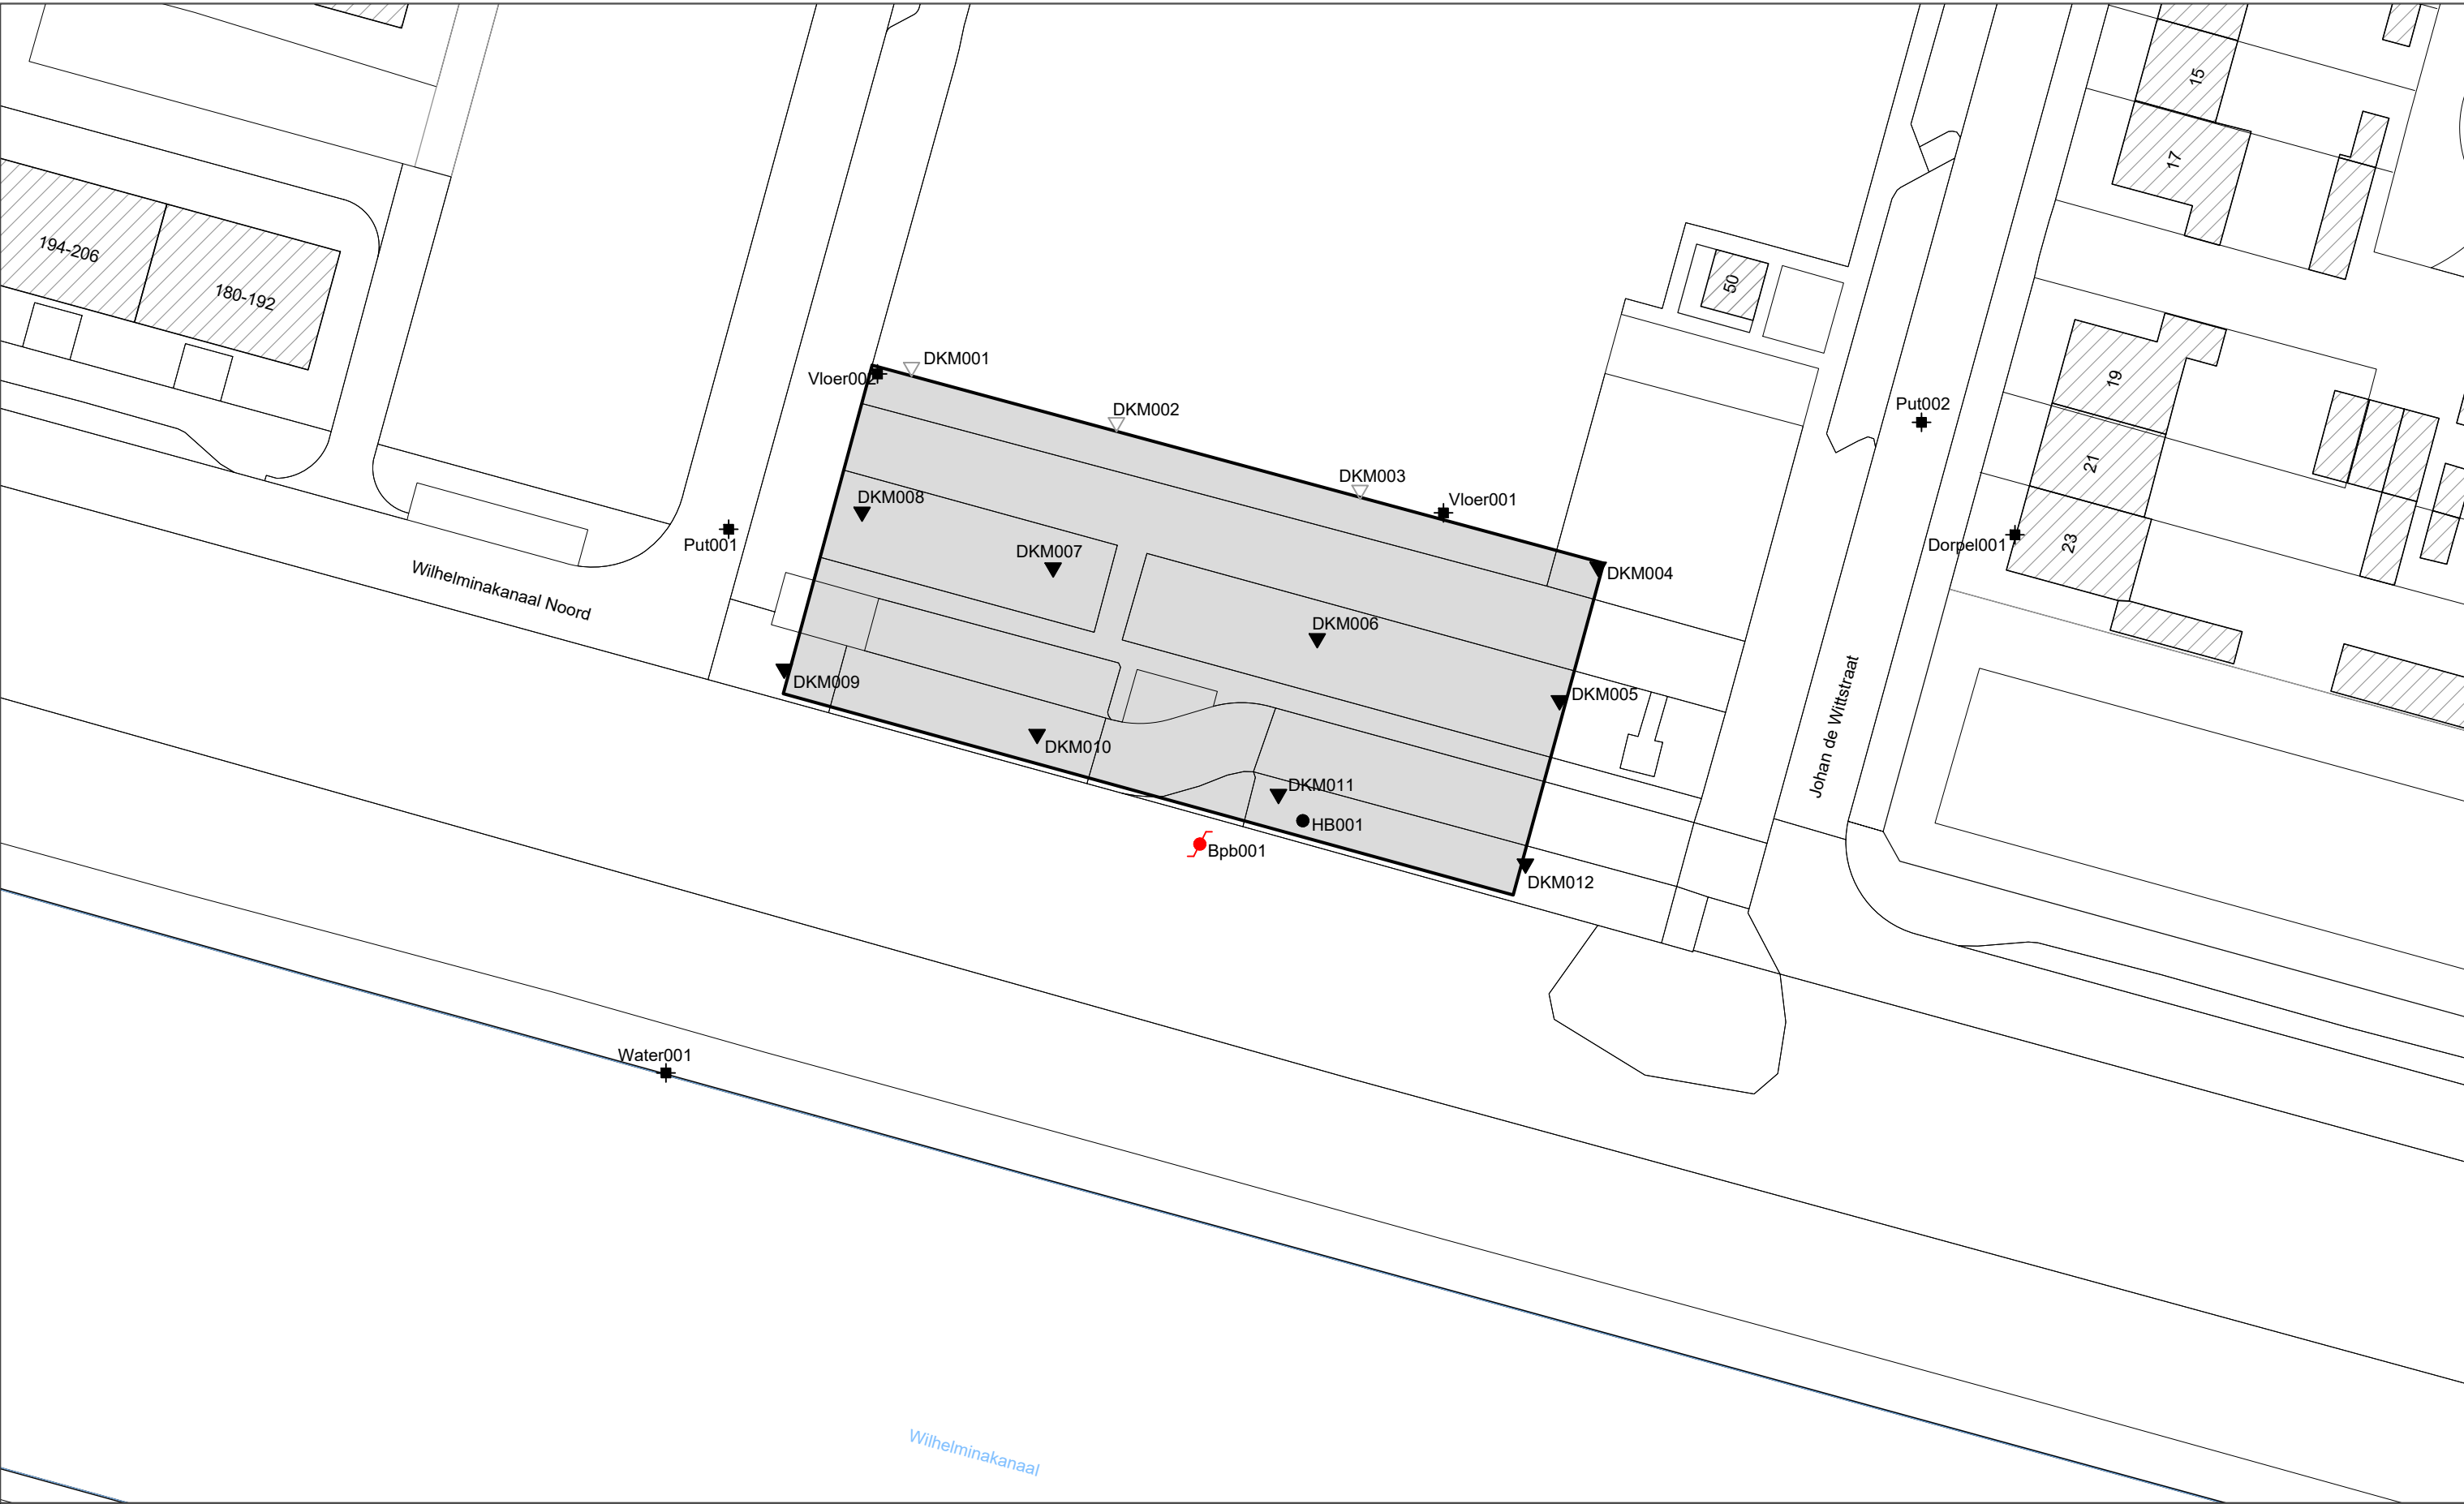 15
17
194-206
180-192
50
DKM001
Vloer002
19
DKM002
Put002
21
DKM003
DKM008
Vloer001
Put001
DKM007
Dorpel001
23
Wilhelminakanaal Noord
DKM004
DKM006
DKM009
DKM005
Johan de Wittstraat
DKM010
DKM011
HB001
Bpb001
DKM012
Water001
Wilhelminakanaal